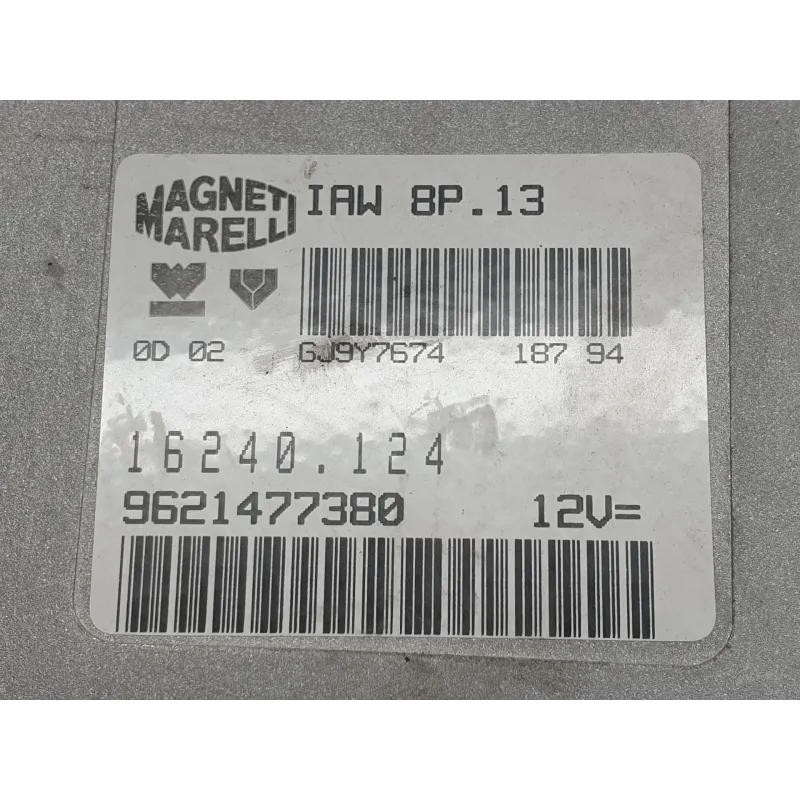 MAGNETI
MARELLI
IAW 8P.13
0D 02 GJ9Y7674 187 94
16240.124
9621477380 12V=